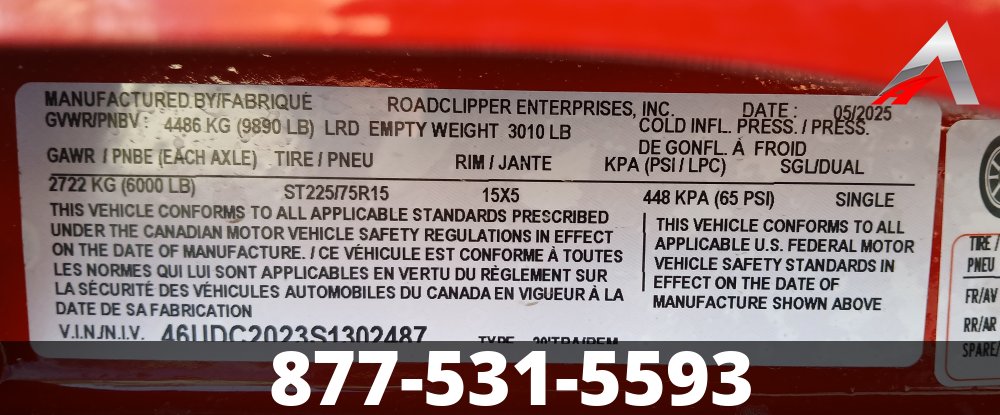 MANUFACTURED BY/FABRIQUÉ ROADCLIPPER ENTERPRISES, INC. DATE : 05/2025
GVWR/PNBV : 4486 KG (9890 LB) LRD EMPTY WEIGHT 3010 LB COLD INFL. PRESS. / PRESS.
DE GONFL. À FROID
GAWR / PNBE (EACH AXLE) TIRE / PNEU RIM / JANTE KPA (PSI / LPC) SGL/DUAL
2722 KG (6000 LB) ST225/75R15 15X5 448 KPA (65 PSI) SINGLE
THIS VEHICLE CONFORMS TO ALL APPLICABLE STANDARDS PRESCRIBED
UNDER THE CANADIAN MOTOR VEHICLE SAFETY REGULATIONS IN EFFECT
ON THE DATE OF MANUFACTURE. / CE VÉHICULE EST CONFORME À TOUTES
LES NORMES QUI LUI SONT APPLICABLES EN VERTU DU RÈGLEMENT SUR
LA SÉCURITÉ DES VÉHICULES AUTOMOBILES DU CANADA EN VIGUEUR À LA
DATE DE SA FABRICATION
THIS VEHICLE CONFORMS TO ALL
APPLICABLE U.S. FEDERAL MOTOR
VEHICLE SAFETY STANDARDS IN
EFFECT ON THE DATE OF
MANUFACTURE SHOWN ABOVE
V.I.N./N.I.V. 46UDC2023S1302487 TYPE
TIRE /
PNEU
FR/AV
RR/AR
SPARE/
877-531-5593